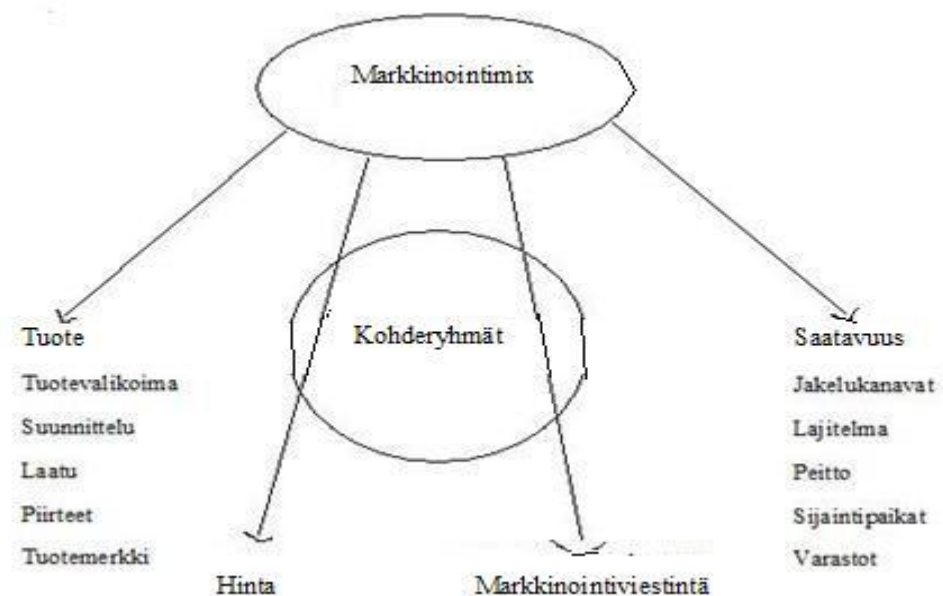 Markkinointimix
Kohderyhmät
Tuote
Tuotevalikoima
Suunnittelu
Laatu
Piirteet
Tuotemerkki
Hinta
Markkinointiviestintä
Saatavuus
Jakelukanavat
Lajitelma
Peitto
Sijaintipaikat
Varastot